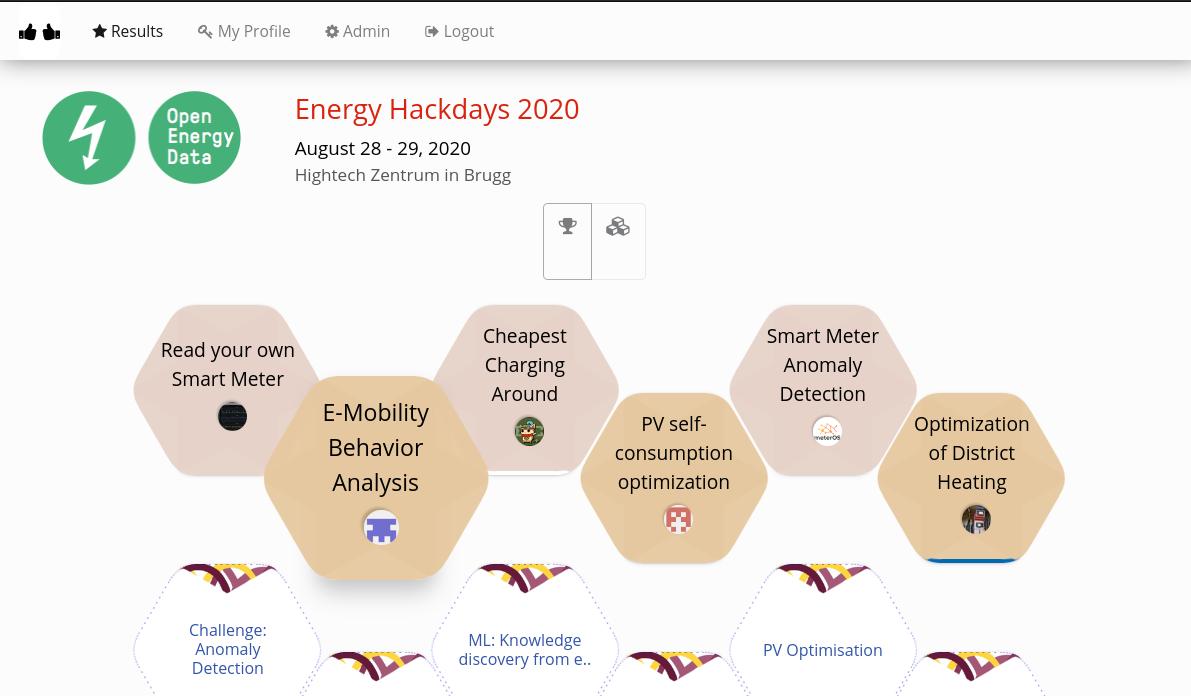 Results
My Profile
Admin
Logout
Open
Energy
Data
Energy Hackdays 2020
August 28 - 29, 2020
Hightech Zentrum in Brugg
Read your own
Smart Meter
E-Mobility
Behavior
Analysis
Cheapest
Charging
Around
PV self-
consumption
optimization
Smart Meter
Anomaly
Detection
meterOS
Optimization
of District
Heating
Challenge:
Anomaly
Detection
ML: Knowledge
discovery from e..
PV Optimisation